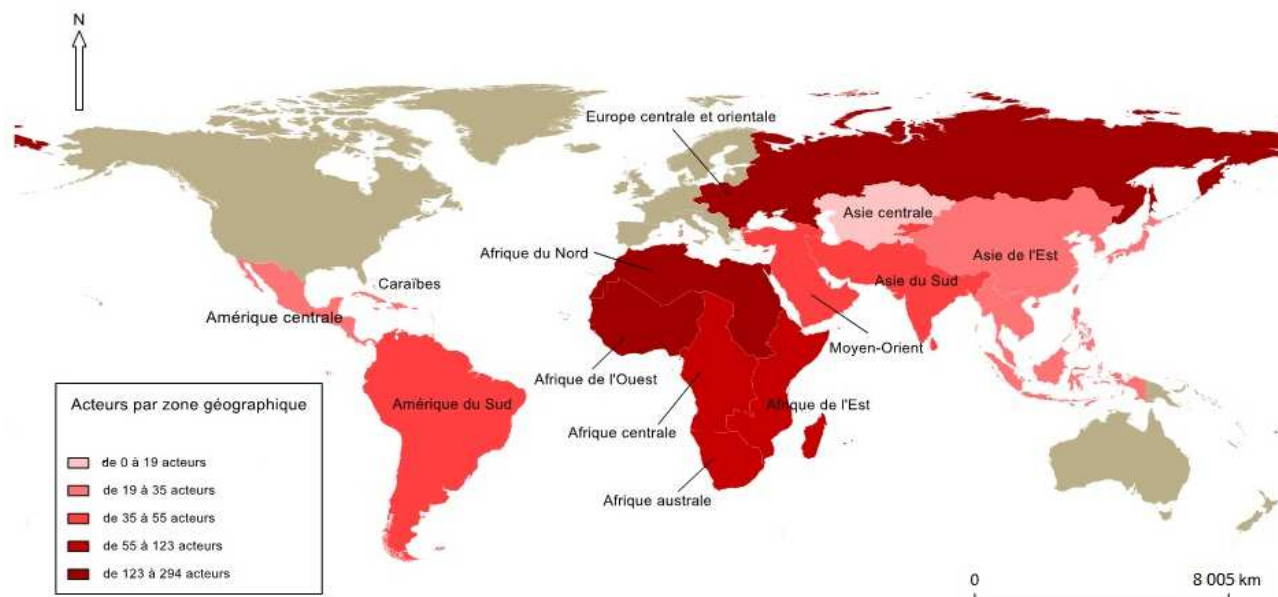 N
Europe centrale et orientale
Asie centrale
Afrique du Nord
Asie de l'Est
Caraïbes
Asie du Sud
Amérique centrale
Moyen-Orient
Afrique de l'Ouest
Amérique du Sud
Afrique de l'Est
Afrique centrale
Afrique australe
Acteurs par zone géographique
de 0 à 19 acteurs
de 19 à 35 acteurs
de 35 à 55 acteurs
de 55 à 123 acteurs
de 123 à 294 acteurs
0 8 005 km